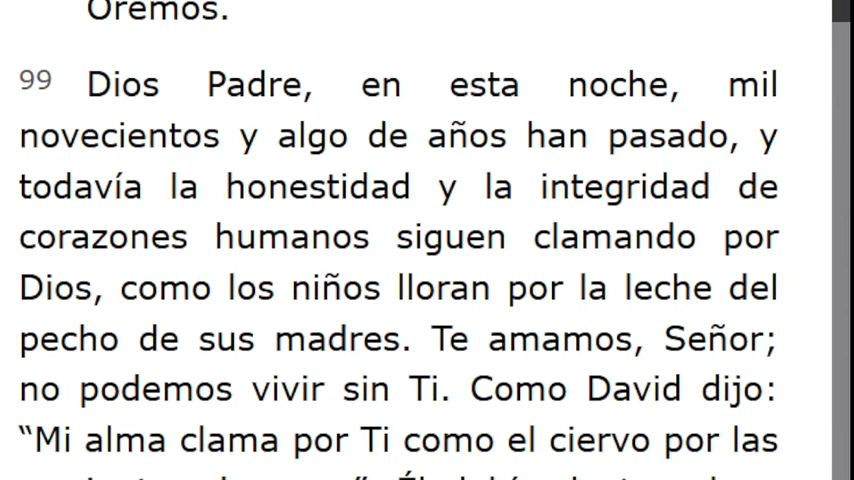 Oremos.
99 Dios Padre, en esta noche, mil
novecientos y algo de años han pasado, y
todavía la honestidad y la integridad de
corazones humanos siguen clamando por
Dios, como los niños lloran por la leche del
pecho de sus madres. Te amamos, Señor;
no podemos vivir sin Ti. Como David dijo:
“Mi alma clama por Ti como el ciervo por las